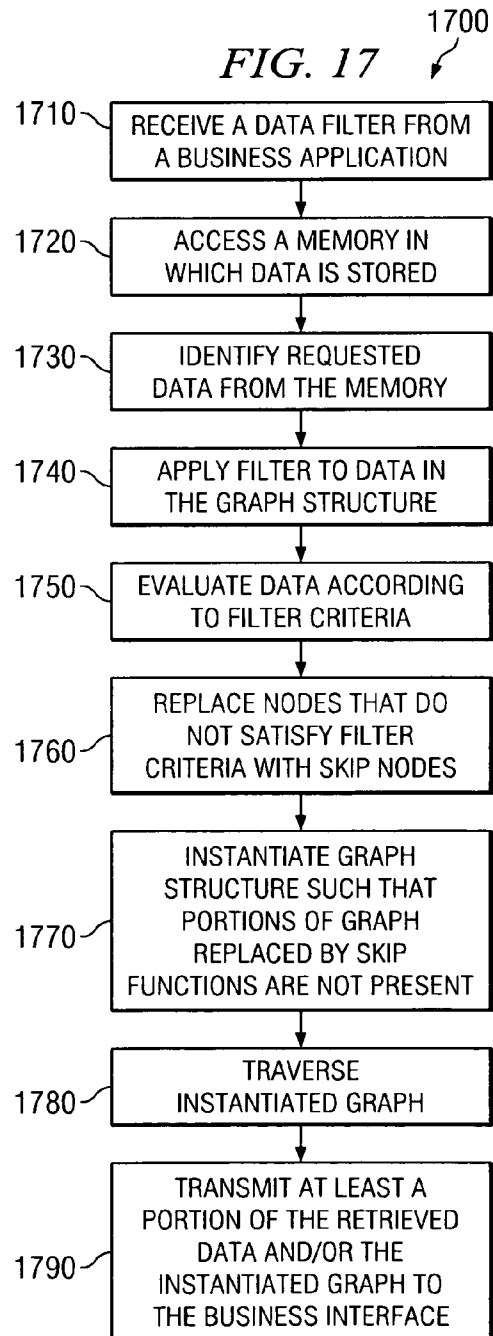 1700
FIG. 17
1710
RECEIVE A DATA FILTER FROM
A BUSINESS APPLICATION
1720
ACCESS A MEMORY IN
WHICH DATA IS STORED
1730
IDENTIFY REQUESTED
DATA FROM THE MEMORY
1740
APPLY FILTER TO DATA IN
THE GRAPH STRUCTURE
1750
EVALUATE DATA ACCORDING
TO FILTER CRITERIA
1760
REPLACE NODES THAT DO
NOT SATISFY FILTER
CRITERIA WITH SKIP NODES
1770
INSTANTIATE GRAPH
STRUCTURE SUCH THAT
PORTIONS OF GRAPH
REPLACED BY SKIP
FUNCTIONS ARE NOT PRESENT
1780
TRAVERSE
INSTANTIATED GRAPH
1790
TRANSMIT AT LEAST A
PORTION OF THE RETRIEVED
DATA AND/OR THE
INSTANTIATED GRAPH TO
THE BUSINESS INTERFACE